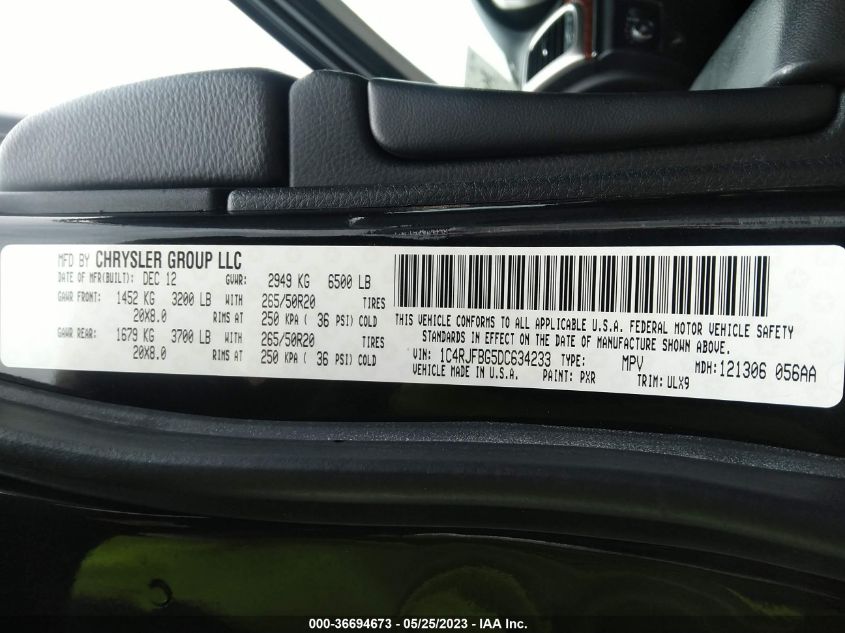 MFD BY CHRYSLER GROUP LLC
DATE OF MFR(BUILT): DEC 12 GVWR: 2949 KG 6500 LB
GAWR FRONT: 1452 KG 3200 LB WITH 265/50R20 TIRES
20X8.0 RIMS AT 250 KPA ( 36 PSI) COLD
GAWR REAR: 1679 KG 3700 LB WITH 265/50R20 TIRES
20X8.0 RIMS AT 250 KPA ( 36 PSI) COLD
THIS VEHICLE CONFORMS TO ALL APPLICABLE U.S.A. FEDERAL MOTOR VEHICLE SAFETY
STANDARDS IN EFFECT ON THE DATE OF MANUFACTURE SHOWN ABOVE.
VIN: 1C4RJFBG5DC634233 TYPE: MPV MDH:121306 056AA
VEHICLE MADE IN U.S.A. PAINT: PXR TRIM: ULX9
000-36694673 - 05/25/2023 - IAA Inc.